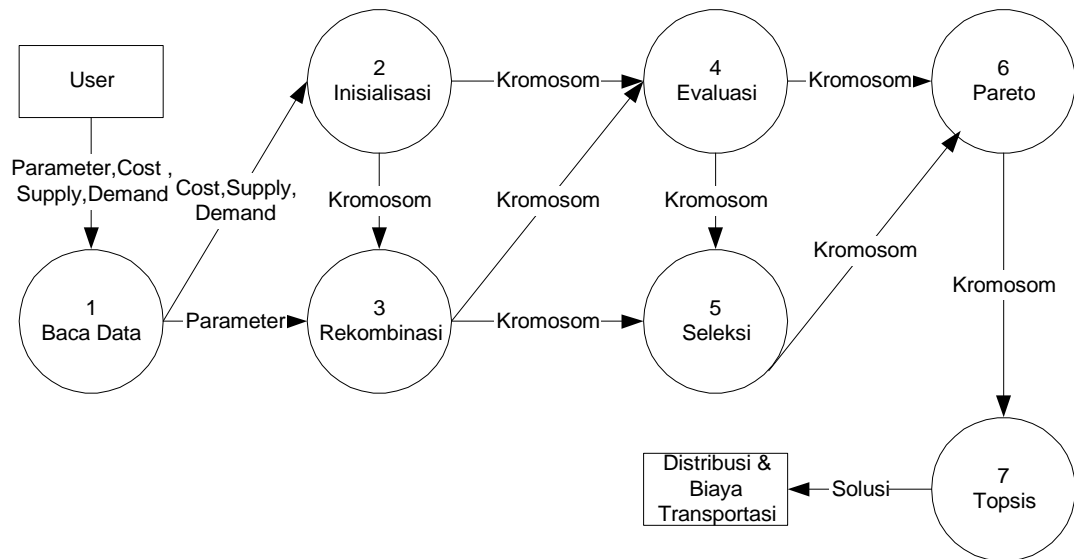 User
2
Inisialisasi
Kromosom
4
Evaluasi
Kromosom
6
Pareto
Parameter,Cost ,
Supply,Demand
Cost,Supply,
Demand
Kromosom
Kromosom
Kromosom
Kromosom
Kromosom
1
Baca Data
Parameter
3
Rekombinasi
Kromosom
5
Seleksi
Distribusi &
Biaya
Transportasi
Solusi
7
Topsis